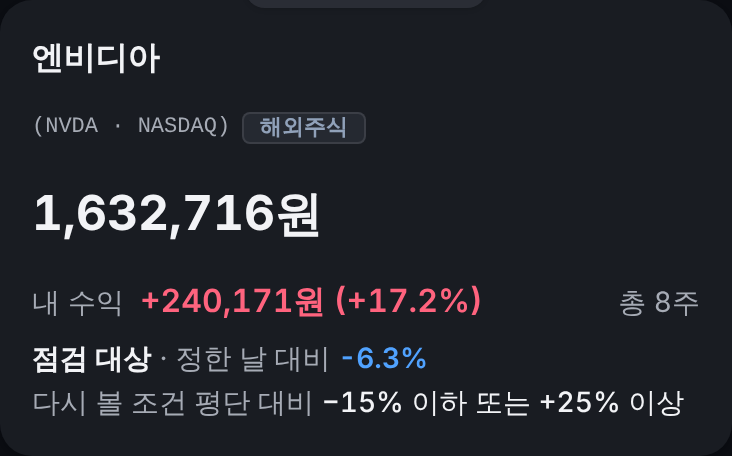 엔비디아
(NVDA · NASDAQ) 해외주식
1,632,716원
내 수익 +240,171원 (+17.2%) 총 8주
점검 대상 · 정한 날 대비 -6.3%
다시 볼 조건 평단 대비 −15% 이하 또는 +25% 이상